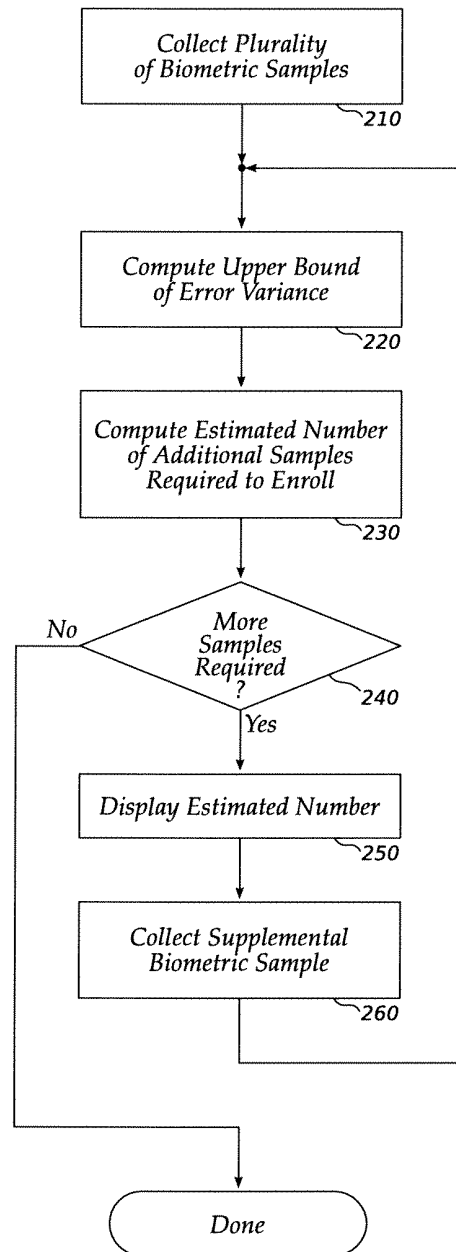 Collect Plurality
of Biometric Samples
210
Compute Upper Bound
of Error Variance
220
Compute Estimated Number
of Additional Samples
Required to Enroll
230
No
More
Samples
Required
?
240
Yes
Display Estimated Number
250
Collect Supplemental
Biometric Sample
260
Done